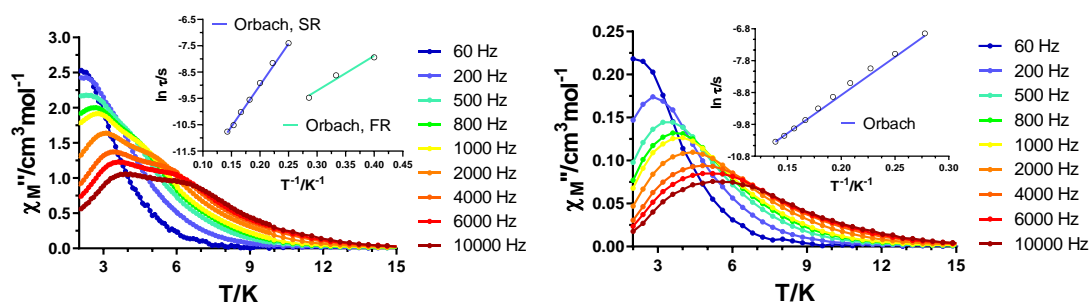 χM''/cm³mol⁻¹
3.0
2.5
2.0
1.5
1.0
0.5
0.0
3 6 9 12 15
T/K
ln τ/s
-6.5
-7.5
-8.5
-9.5
-10.5
-11.5
0.10 0.15 0.20 0.25 0.30 0.35 0.40 0.45
T⁻¹/K⁻¹
Orbach, SR
Orbach, FR
60 Hz
200 Hz
500 Hz
800 Hz
1000 Hz
2000 Hz
4000 Hz
6000 Hz
10000 Hz
χM''/cm³mol⁻¹
0.25
0.20
0.15
0.10
0.05
0.00
3 6 9 12 15
T/K
ln τ/s
-6.8
-7.8
-8.8
-9.8
-10.8
0.10 0.15 0.20 0.25 0.30
T⁻¹/K⁻¹
Orbach
60 Hz
200 Hz
500 Hz
800 Hz
1000 Hz
2000 Hz
4000 Hz
6000 Hz
10000 Hz